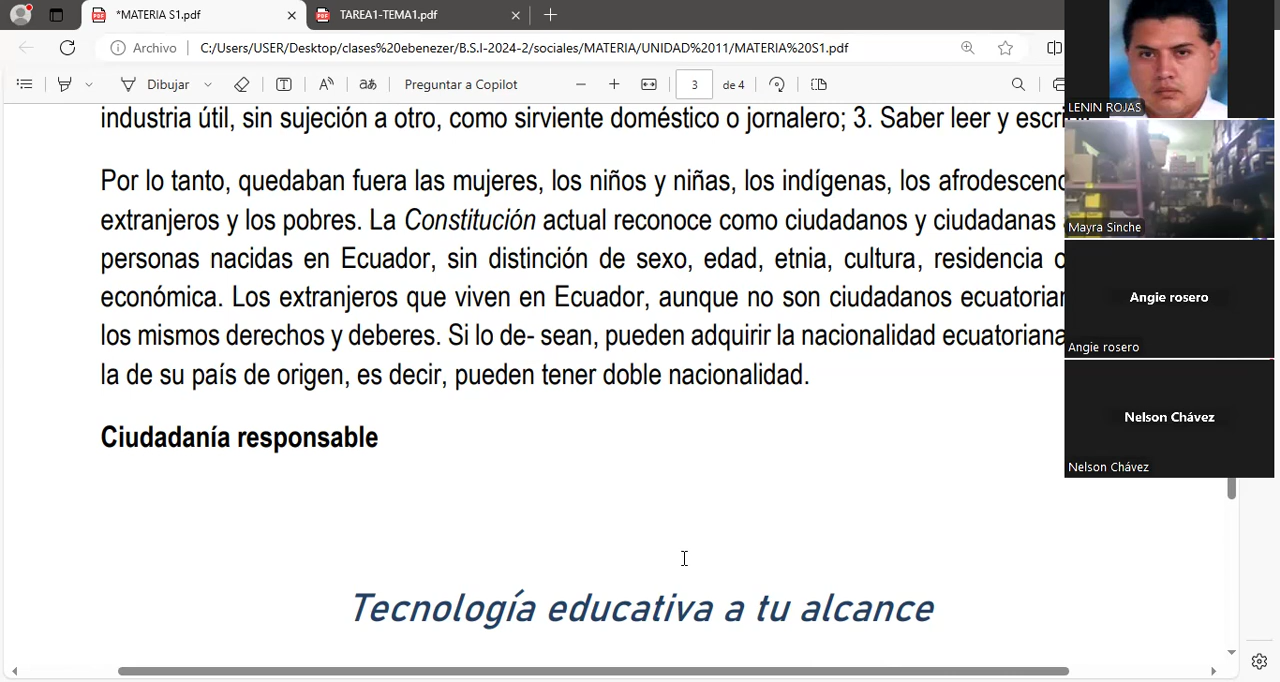 *MATERIA S1.pdf
TAREA1-TEMA1.pdf
Archivo
C:/Users/USER/Desktop/clases%20ebenezer/B.S.I-2024-2/sociales/MATERIA/UNIDAD%2011/MATERIA%20S1.pdf
Dibujar
Preguntar a Copilot
3
de 4
industria útil, sin sujeción a otro, como sirviente doméstico o jornalero; 3. Saber leer y
Por lo tanto, quedaban fuera las mujeres, los niños y niñas, los indígenas, los
extranjeros y los pobres. La Constitución actual reconoce como ciudadanos y ciudadanas
personas nacidas en Ecuador, sin distinción de sexo, edad, etnia, cultura, residencia
económica. Los extranjeros que viven en Ecuador, aunque no son ciudadanos
los mismos derechos y deberes. Si lo de- sean, pueden adquirir la nacionalidad ecuatoriana
la de su país de origen, es decir, pueden tener doble nacionalidad.
Ciudadanía responsable
Tecnología educativa a tu alcance
LENIN ROJAS
Mayra Sinche
Angie rosero
Angie rosero
Nelson Chávez
Nelson Chávez